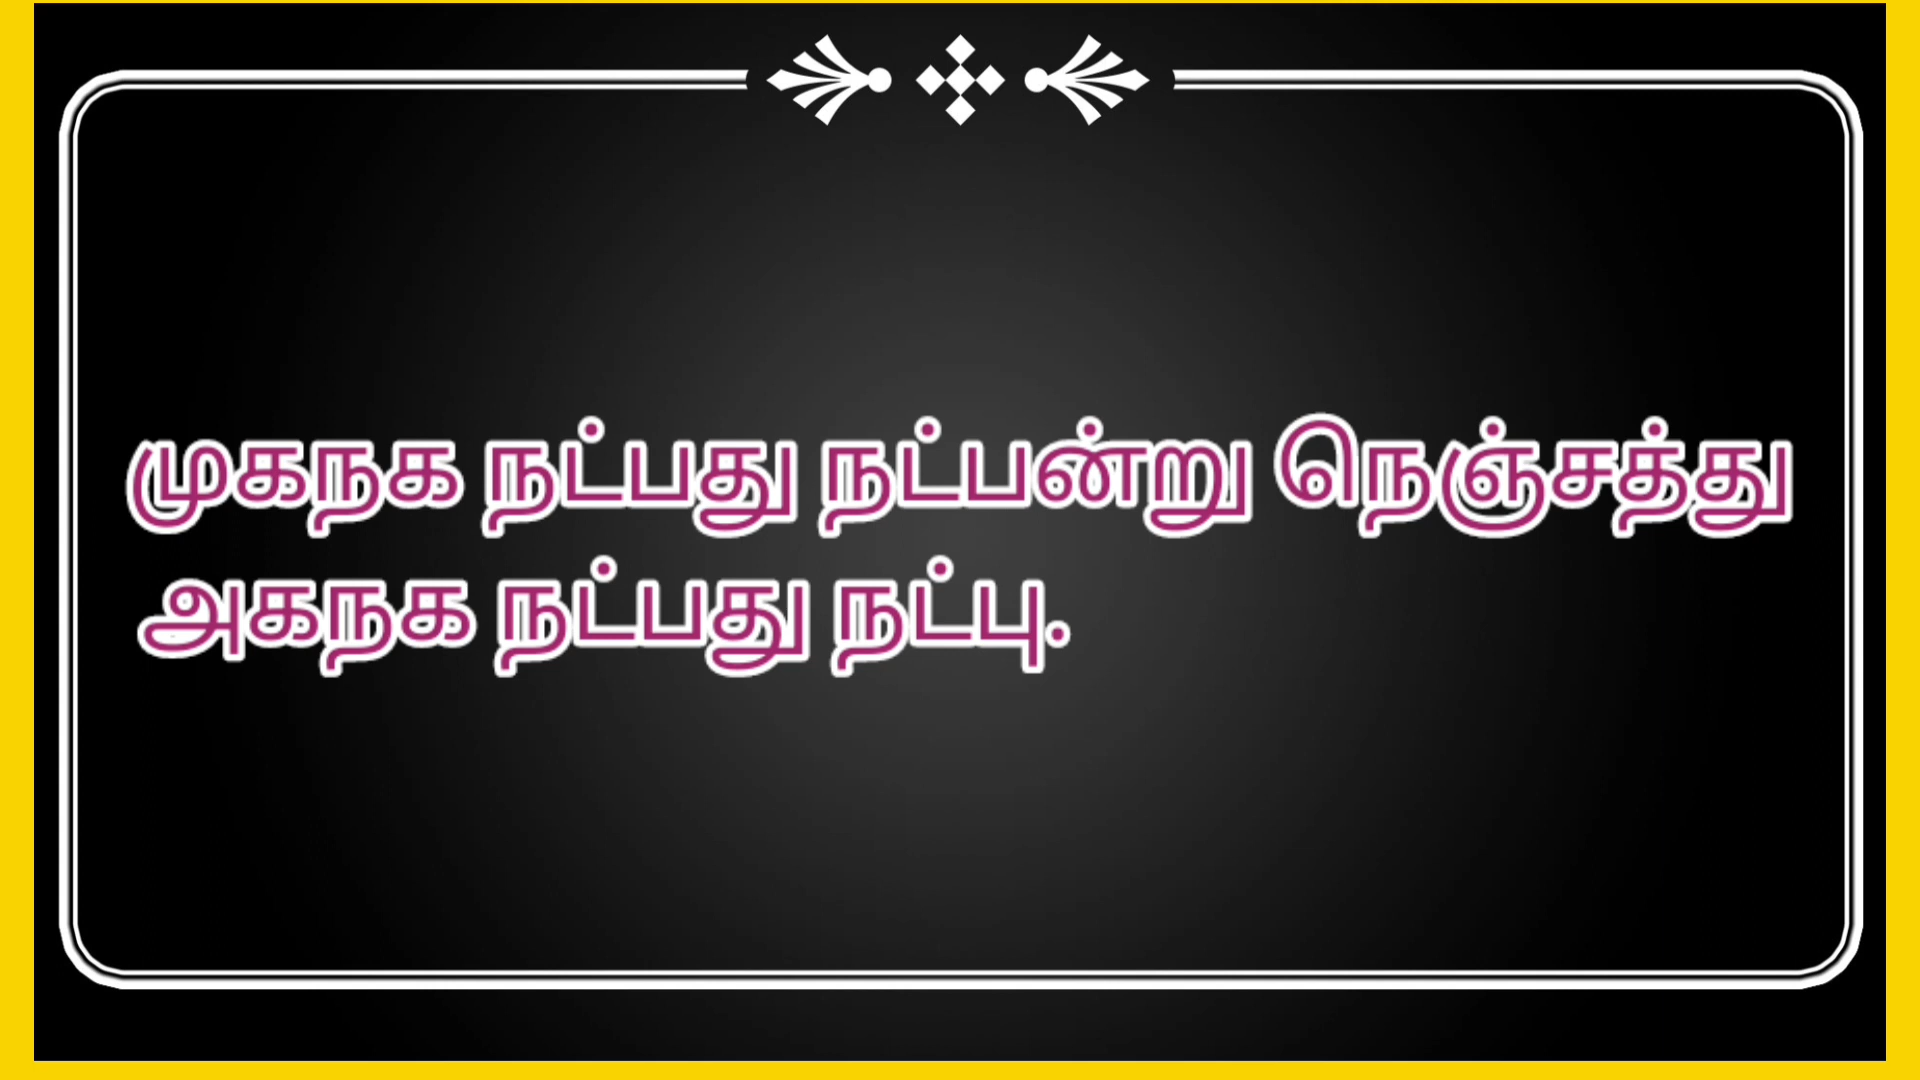 முகநக நட்பது நட்பன்று நெஞ்சத்து
அகநக நட்பது நட்பு.